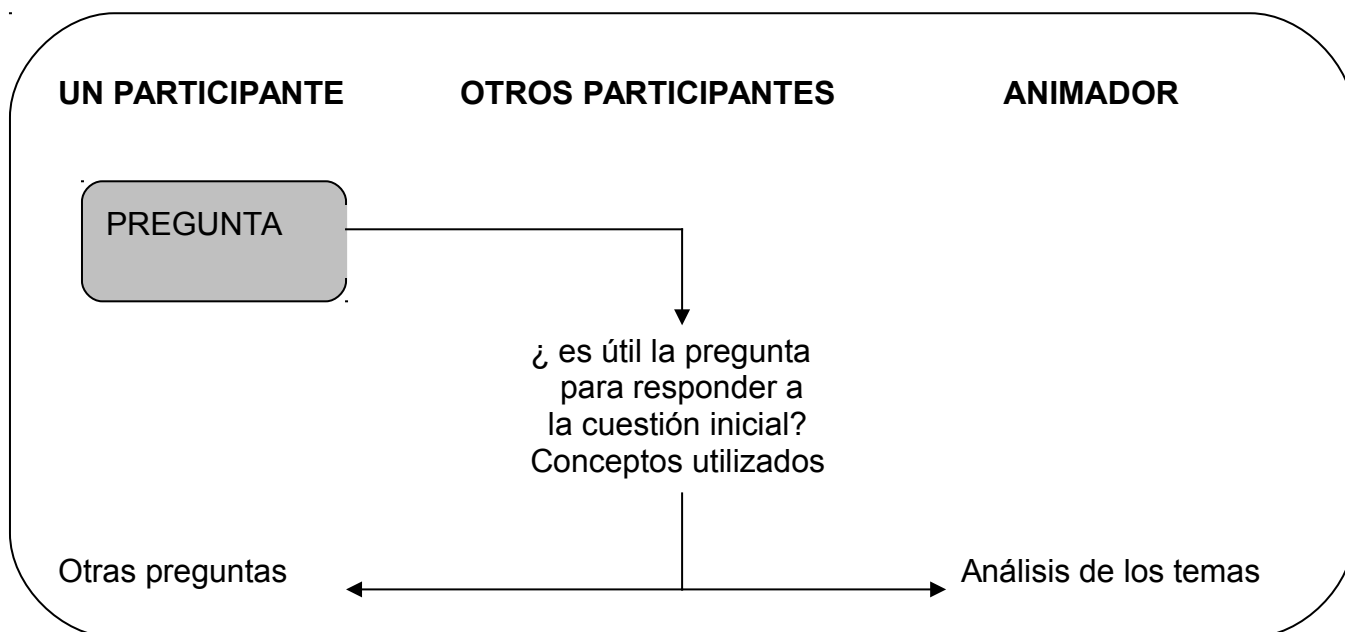 UN PARTICIPANTE OTROS PARTICIPANTES ANIMADOR
PREGUNTA
¿ es útil la pregunta
para responder a
la cuestión inicial?
Conceptos utilizados
Otras preguntas Análisis de los temas